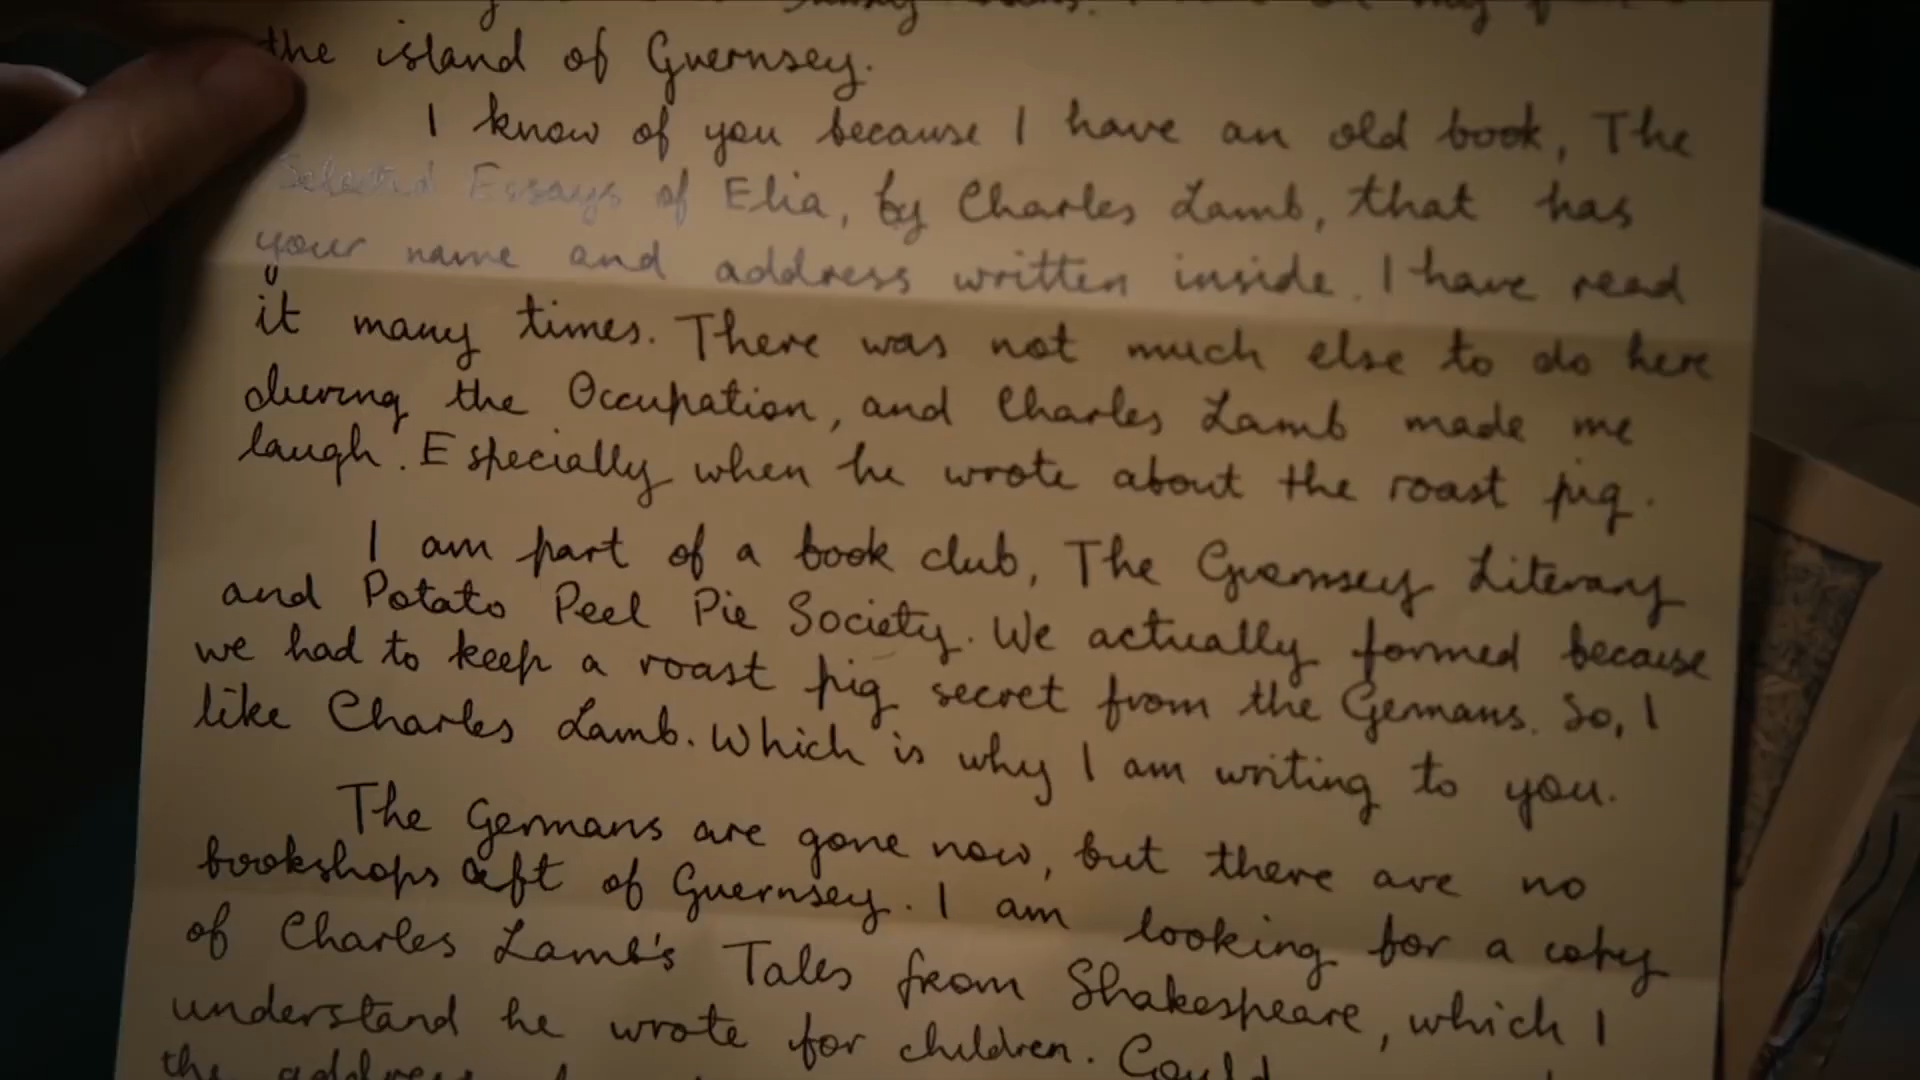 the island of Guernsey.
I know of you because I have an old book, The
Selected Essays of Elia, by Charles Lamb, that has
your name and address written inside. I have read
it many times. There was not much else to do here
during the Occupation, and Charles Lamb made me
laugh. Especially when he wrote about the roast pig.
I am part of a book club, The Guernsey Literary
and Potato Peel Pie Society. We actually formed because
we had to keep a roast pig secret from the Germans. So, I
like Charles Lamb. Which is why I am writing to you.
The Germans are gone now, but there are no
bookshops left of Guernsey. I am looking for a copy
of Charles Lamb's Tales from Shakespeare, which I
understand he wrote for children. Could
the address